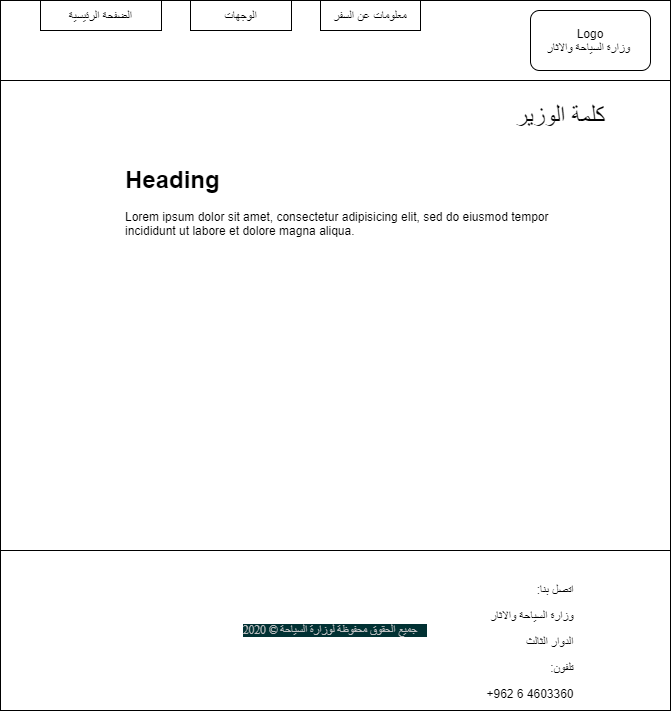 Logo
وزارة السياحة والاثار
معلومات عن السفر
الوجهات
الصفحة الرئيسية
كلمة الوزير
Heading
Lorem ipsum dolor sit amet, consectetur adipisicing elit, sed do eiusmod tempor
incididunt ut labore et dolore magna aliqua.
اتصل بنا:
وزارة السياحة والاثار
الدوار الثالث
تلفون:
+962 6 4603360
جميع الحقوق محفوظة لوزارة السياحة © 2020